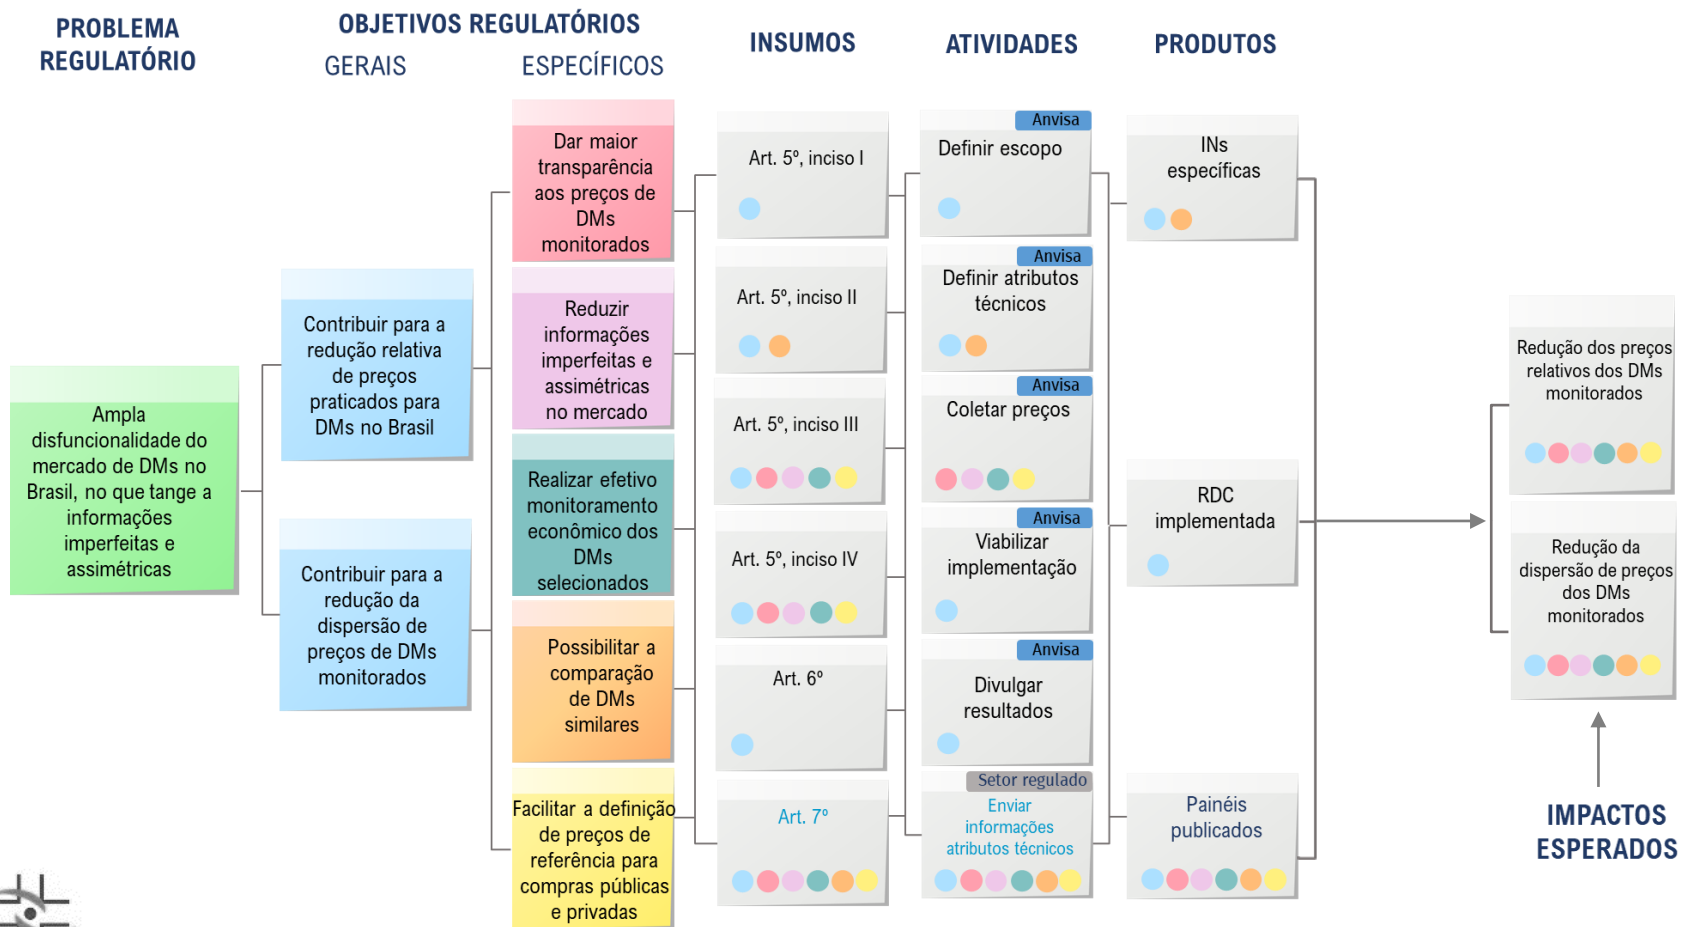 PROBLEMA
REGULATÓRIO
OBJETIVOS REGULATÓRIOS
GERAIS
ESPECÍFICOS
INSUMOS
ATIVIDADES
PRODUTOS
Ampla
disfuncionalidade do
mercado de DMs no
Brasil, no que tange a
informações
imperfeitas e
assimétricas
Contribuir para a
redução relativa
de preços
praticados para
DMs no Brasil
Contribuir para a
redução da
dispersão de
preços de DMs
monitorados
Dar maior
transparência
aos preços de
DMs
monitorados
Reduzir
informações
imperfeitas e
assimétricas
no mercado
Realizar efetivo
monitoramento
econômico dos
DMs
selecionados
Possibilitar a
comparação
de DMs
similares
Facilitar a definição
de preços de
referência para
compras públicas
e privadas
Art. 5º, inciso I
Art. 5º, inciso II
Art. 5º, inciso III
Art. 5º, inciso IV
Art. 6º
Art. 7º
Anvisa
Definir escopo
Anvisa
Definir atributos
técnicos
Anvisa
Coletar preços
Anvisa
Viabilizar
implementação
Anvisa
Divulgar
resultados
Setor regulado
Enviar
informações
atributos técnicos
INs
específicas
RDC
implementada
Painéis
publicados
Redução dos preços
relativos dos DMs
monitorados
Redução da
dispersão de preços
dos DMs
monitorados
IMPACTOS
ESPERADOS